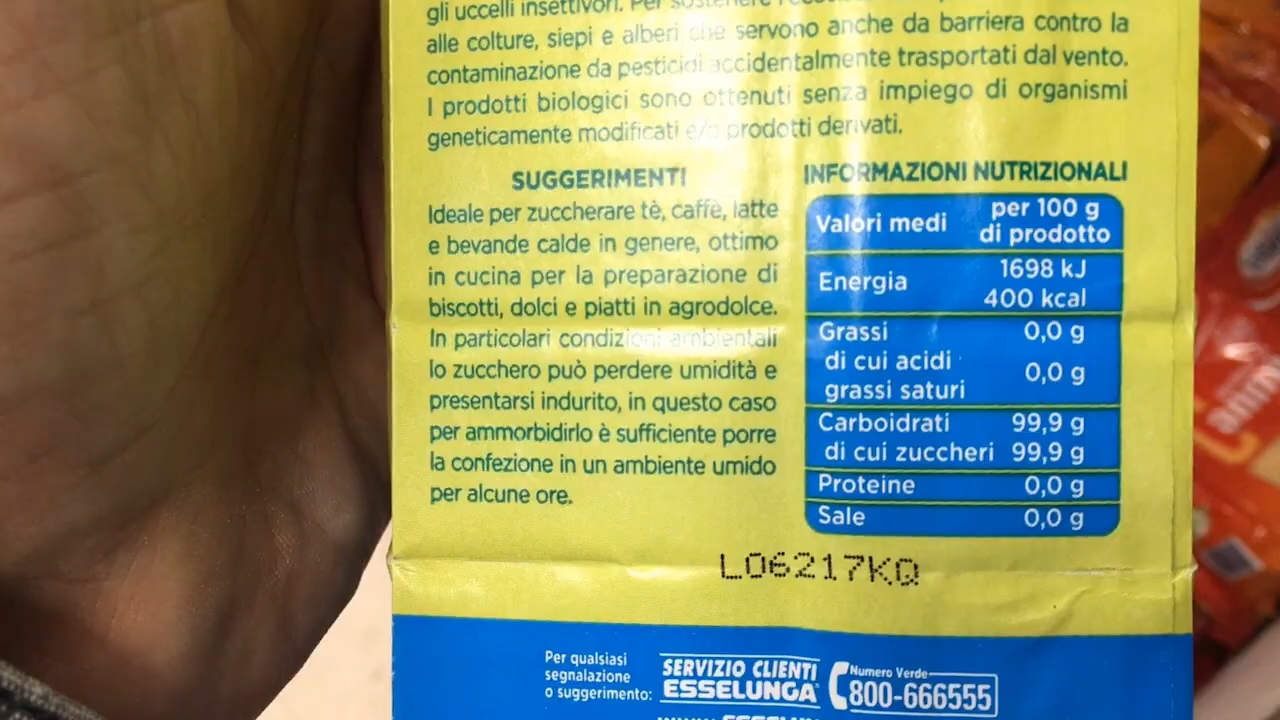 gli uccelli insettivori. Per sostenere
alle colture, siepi e alberi che servono anche da barriera contro la
contaminazione da pesticidi accidentalmente trasportati dal vento.
I prodotti biologici sono ottenuti senza impiego di organismi
geneticamente modificati e/o prodotti derivati.
SUGGERIMENTI
Ideale per zuccherare tè, caffè, latte
e bevande calde in genere, ottimo
in cucina per la preparazione di
biscotti, dolci e piatti in agrodolce.
In particolari condizioni ambientali
lo zucchero può perdere umidità e
presentarsi indurito, in questo caso
per ammorbidirlo è sufficiente porre
la confezione in un ambiente umido
per alcune ore.
INFORMAZIONI NUTRIZIONALI
Valori medi per 100 g di prodotto
Energia 1698 kJ
400 kcal
Grassi 0,0 g
di cui acidi
grassi saturi 0,0 g
Carboidrati 99,9 g
di cui zuccheri 99,9 g
Proteine 0,0 g
Sale 0,0 g
L06217KQ
Per qualsiasi
segnalazione
o suggerimento:
SERVIZIO CLIENTI
ESSELUNGA
Numero Verde
800-666555